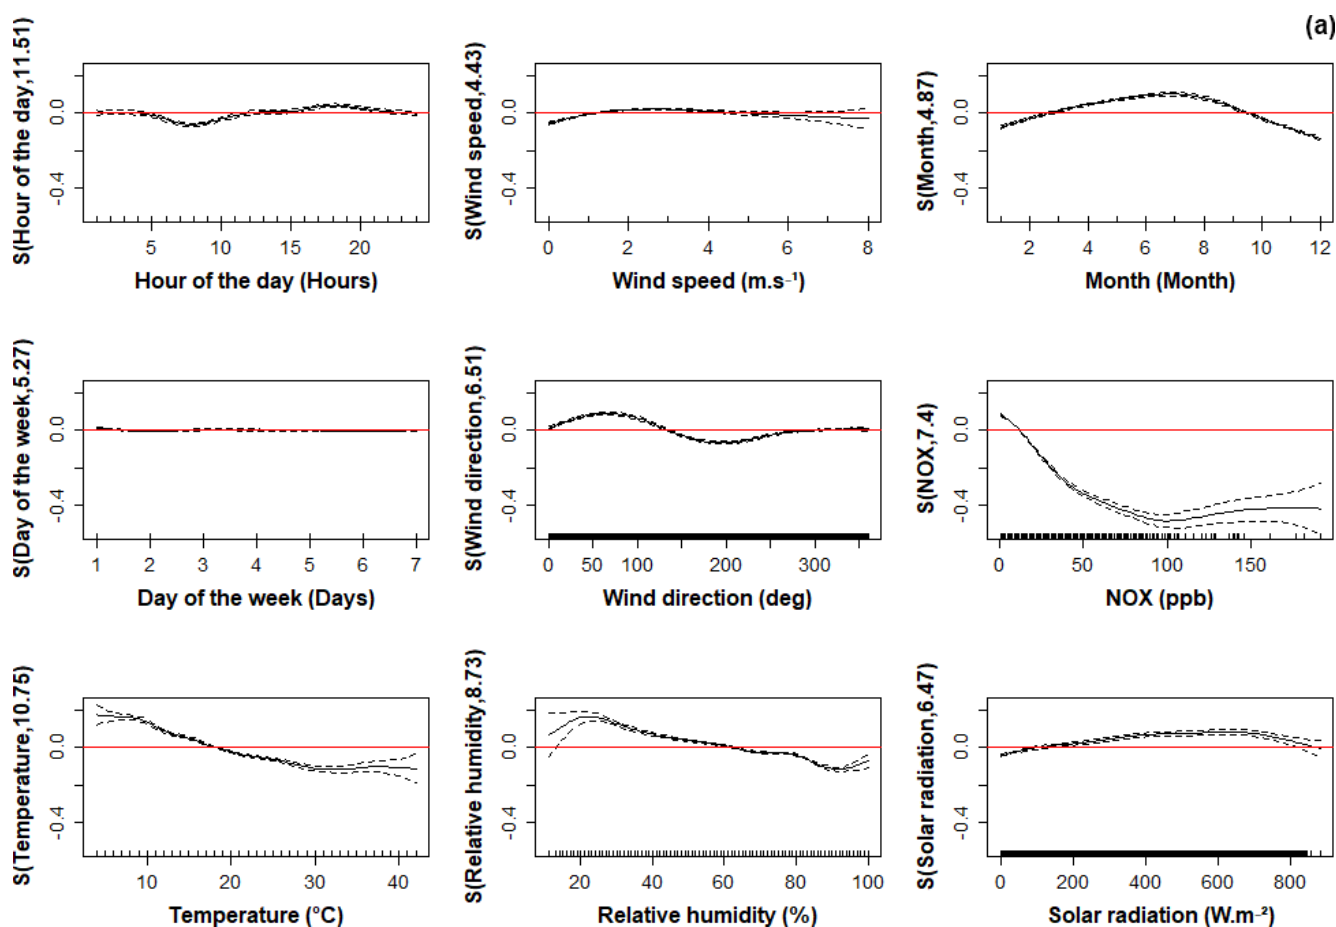 (a)
S(Hour of the day,11.51)
0.0
-0.4
5 10 15 20
Hour of the day (Hours)
S(Wind speed,4.43)
0.0
-0.4
0 2 4 6 8
Wind speed (m.s⁻¹)
S(Month,4.87)
0.0
-0.4
2 4 6 8 10 12
Month (Month)
S(Day of the week,5.27)
0.0
-0.4
1 2 3 4 5 6 7
Day of the week (Days)
S(Wind direction,6.51)
0.0
-0.4
0 50 100 200 300
Wind direction (deg)
S(NOX,7.4)
0.0
-0.4
0 50 100 150
NOX (ppb)
S(Temperature,10.75)
0.0
-0.4
10 20 30 40
Temperature (°C)
S(Relative humidity,8.73)
0.0
-0.4
20 40 60 80 100
Relative humidity (%)
S(Solar radiation,6.47)
0.0
-0.4
0 200 400 600 800
Solar radiation (W.m⁻²)